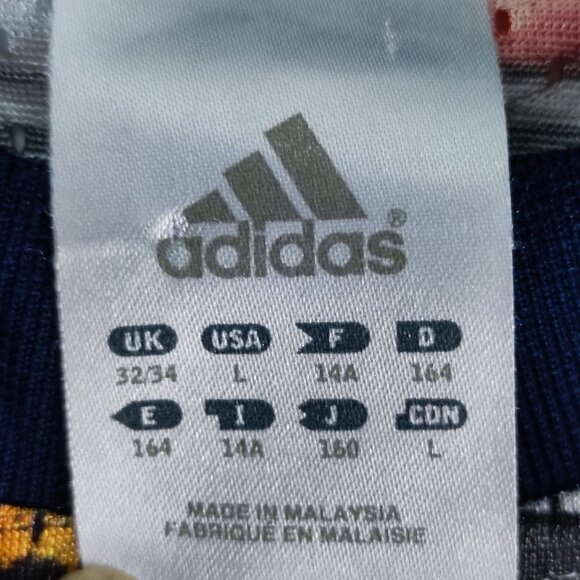 adidas®
UK USA F D
32/34 L 14A 164
E I J CDN
164 14A 160 L
MADE IN MALAYSIA
FABRIQUÉ EN MALAISIE